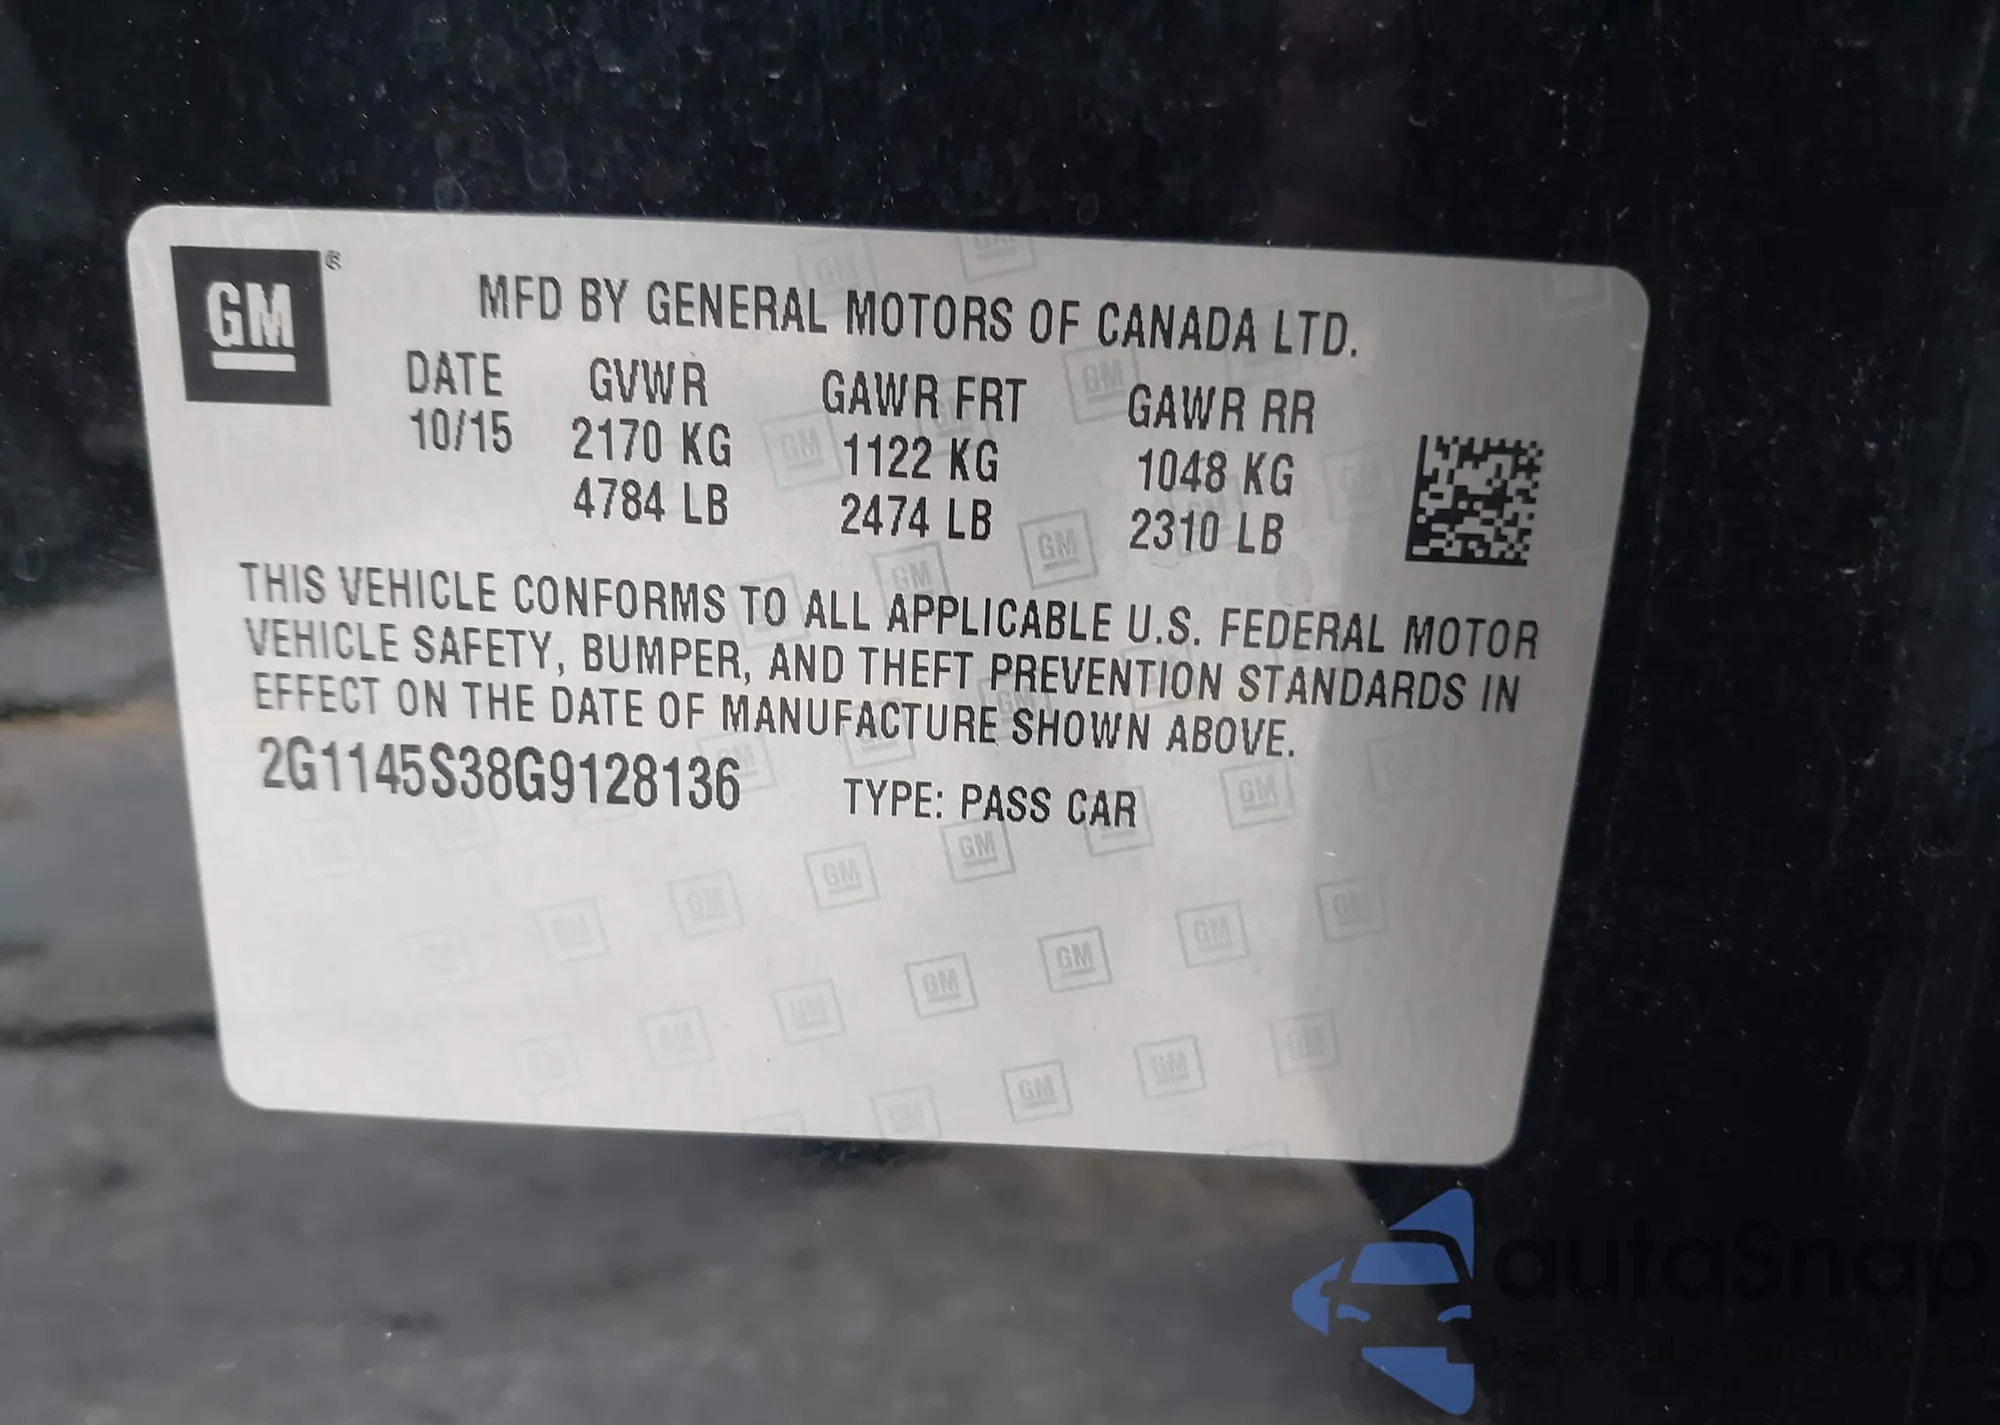 GM ®
MFD BY GENERAL MOTORS OF CANADA LTD.
DATE GVWR GAWR FRT GAWR RR
10/15 2170 KG 1122 KG 1048 KG
4784 LB 2474 LB 2310 LB
THIS VEHICLE CONFORMS TO ALL APPLICABLE U.S. FEDERAL MOTOR
VEHICLE SAFETY, BUMPER, AND THEFT PREVENTION STANDARDS IN
EFFECT ON THE DATE OF MANUFACTURE SHOWN ABOVE.
2G1145S38G9128136 TYPE: PASS CAR
autaSnap